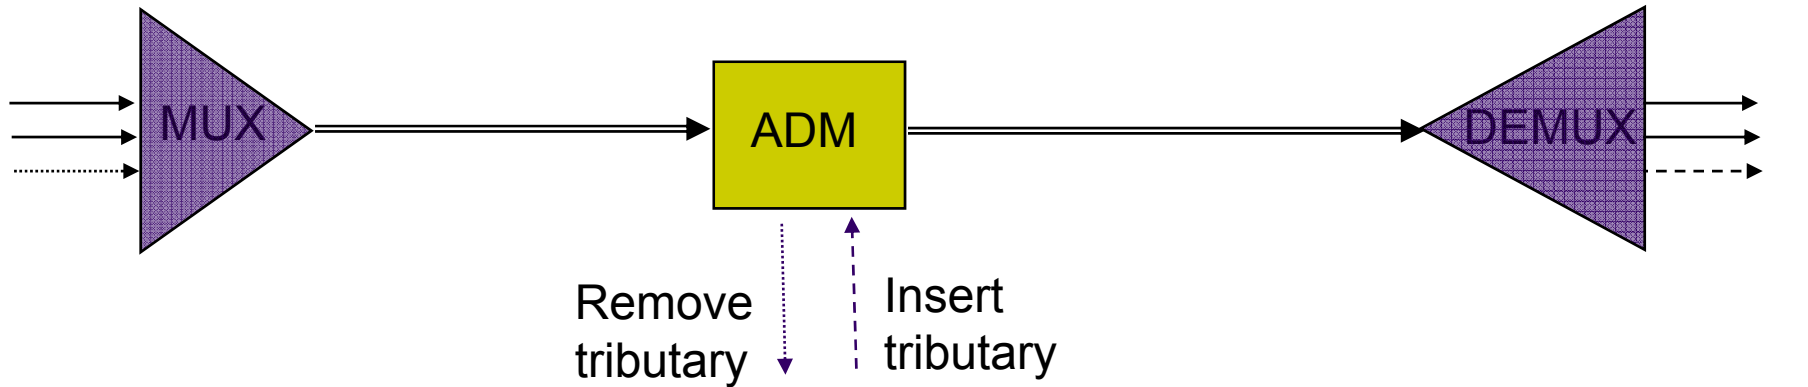 MUX
ADM
DEMUX
Remove
tributary
Insert
tributary